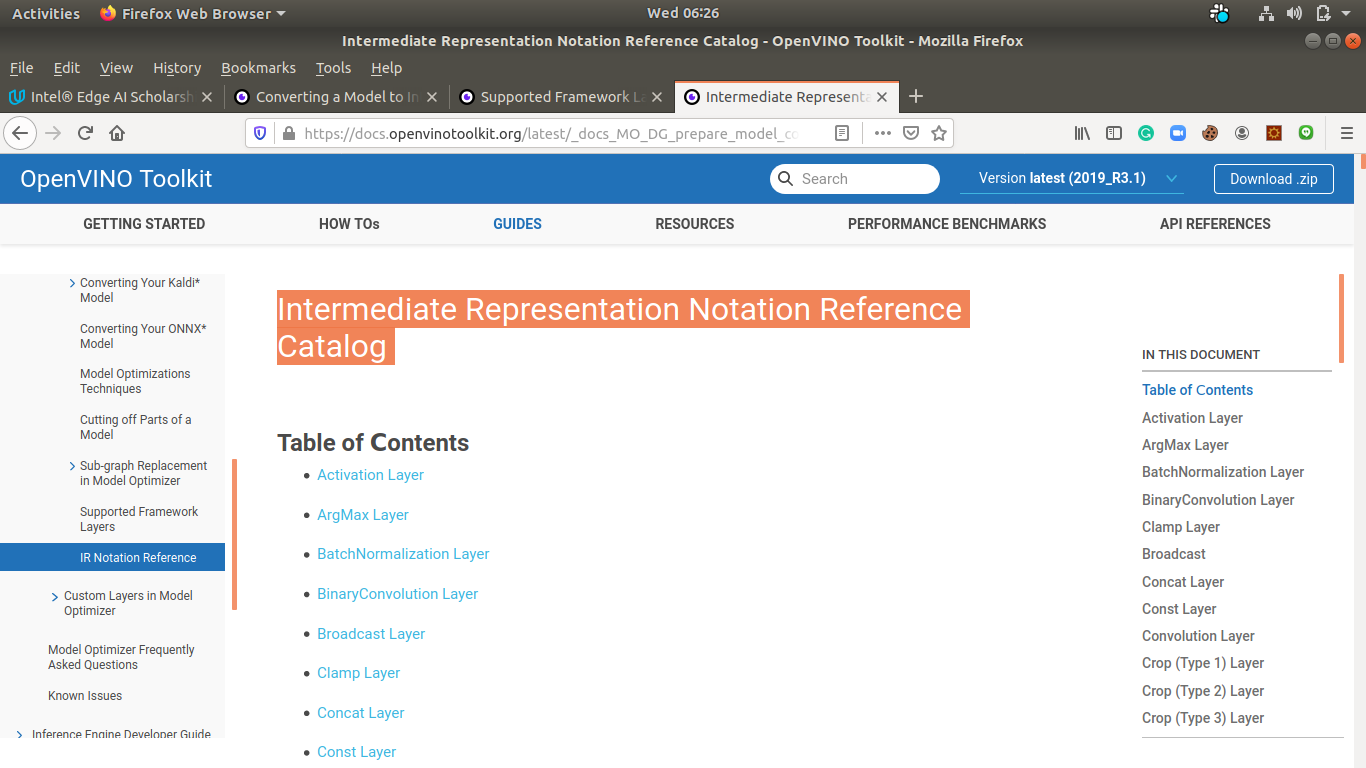 Activities Firefox Web Browser Wed 06:26
Intermediate Representation Notation Reference Catalog - OpenVINO Toolkit - Mozilla Firefox
File Edit View History Bookmarks Tools Help
Intel® Edge AI Scholarsh Converting a Model to In Supported Framework La Intermediate Representa
https://docs.openvinotoolkit.org/latest/_docs_MO_DG_prepare_model_co
OpenVINO Toolkit Search Version latest (2019_R3.1) Download .zip
GETTING STARTED HOW TOs GUIDES RESOURCES PERFORMANCE BENCHMARKS API REFERENCES
Converting Your Kaldi*
Model
Converting Your ONNX*
Model
Model Optimizations
Techniques
Cutting off Parts of a
Model
Sub-graph Replacement
in Model Optimizer
Supported Framework
Layers
IR Notation Reference
Custom Layers in Model
Optimizer
Model Optimizer Frequently
Asked Questions
Known Issues
Inference Engine Developer Guide
Intermediate Representation Notation Reference
Catalog
Table of Contents
Activation Layer
ArgMax Layer
BatchNormalization Layer
BinaryConvolution Layer
Broadcast Layer
Clamp Layer
Concat Layer
Const Layer
IN THIS DOCUMENT
Table of Contents
Activation Layer
ArgMax Layer
BatchNormalization Layer
BinaryConvolution Layer
Clamp Layer
Broadcast
Concat Layer
Const Layer
Convolution Layer
Crop (Type 1) Layer
Crop (Type 2) Layer
Crop (Type 3) Layer